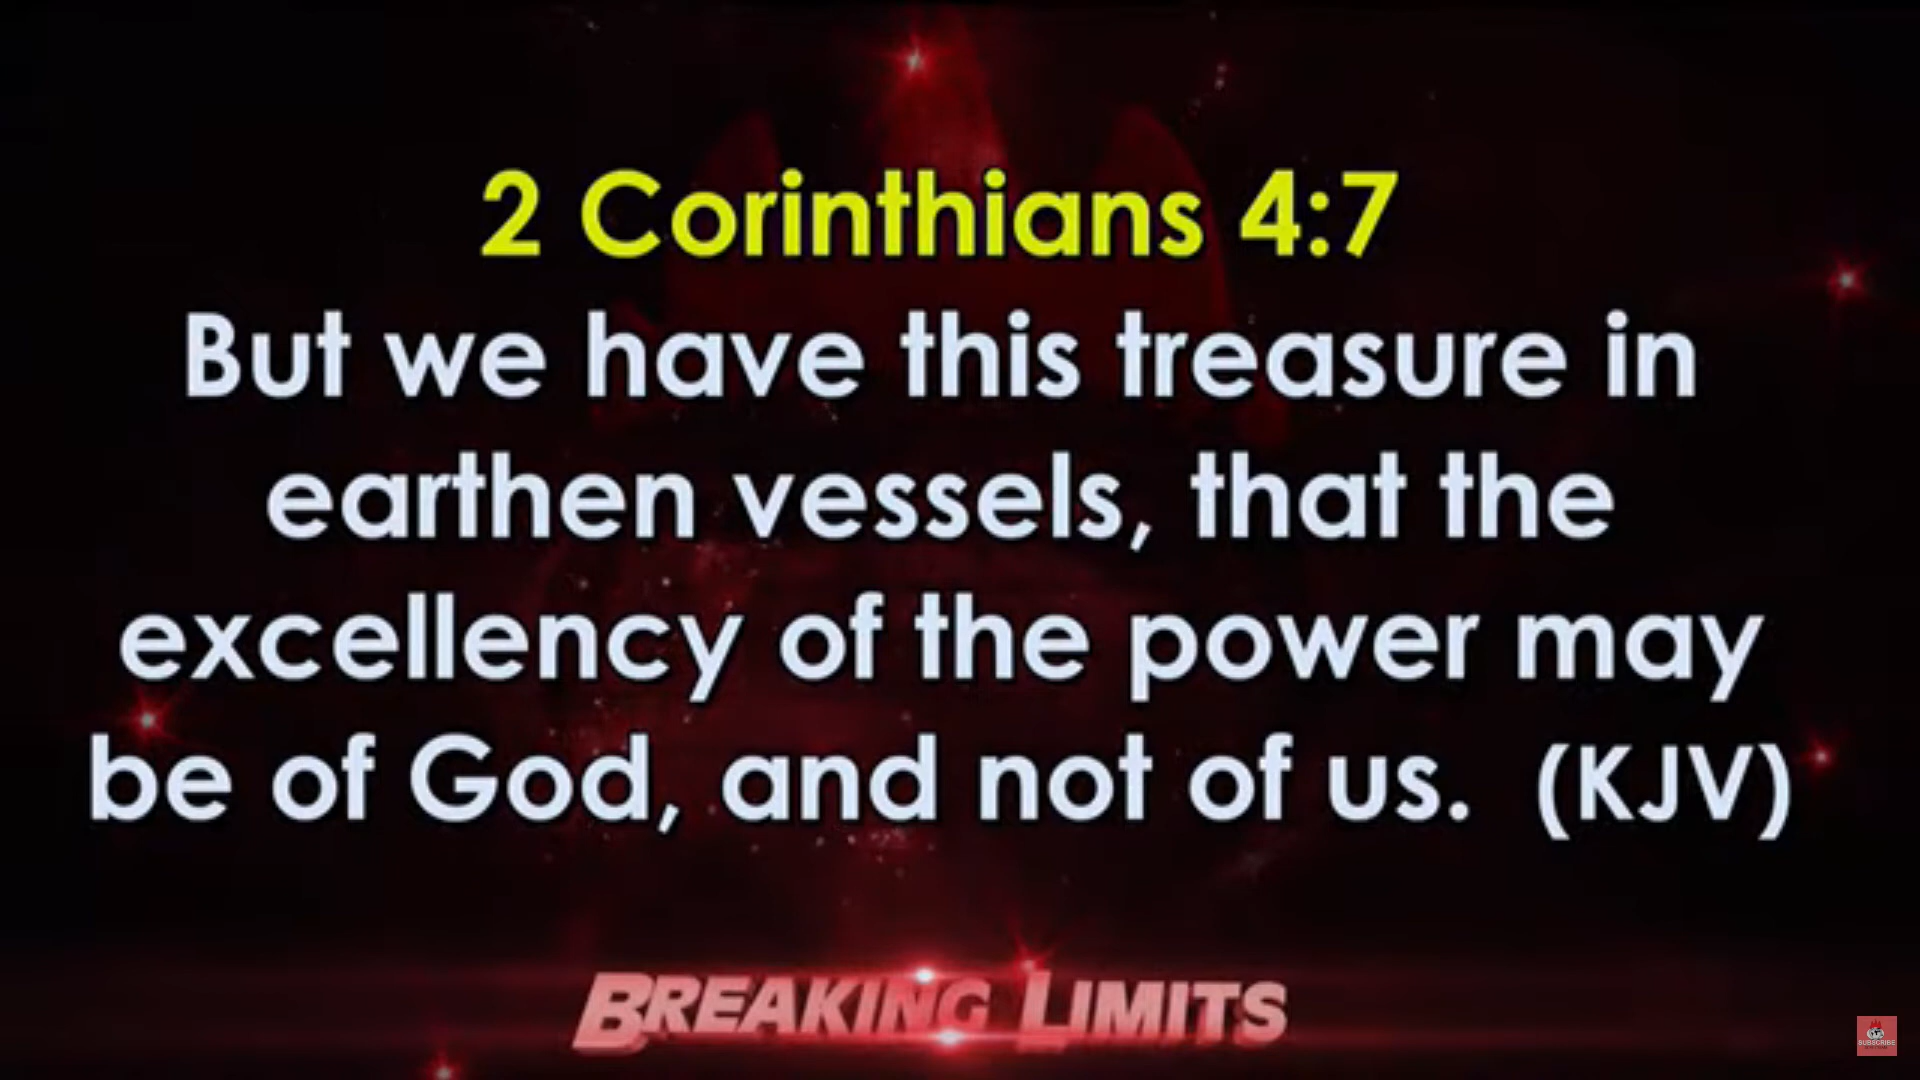 2 Corinthians 4:7
But we have this treasure in
earthen vessels, that the
excellency of the power may
be of God, and not of us.  (KJV)
BREAKING LIMITS
SUBSCRIBE